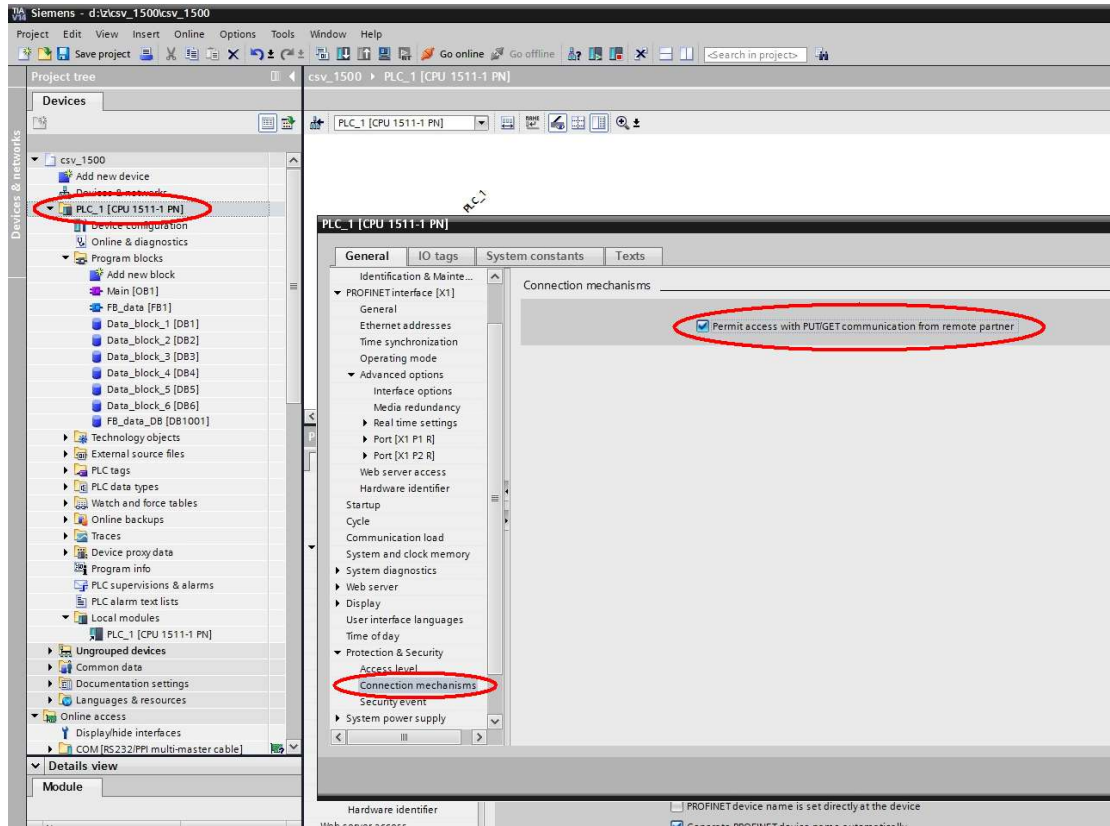 Siemens - d:\z\csv_1500\csv_1500
Project Edit View Insert Online Options Tools Window Help
Save project Go online Go offline <Search in project>
Project tree
csv_1500 PLC_1 [CPU 1511-1 PN]
Devices
PLC_1 [CPU 1511-1 PN]
Devices & networks
csv_1500
Add new device
Devices & networks
PLC_1 [CPU 1511-1 PN]
Device configuration
Online & diagnostics
Program blocks
Add new block
Main [OB1]
FB_data [FB1]
Data_block_1 [DB1]
Data_block_2 [DB2]
Data_block_3 [DB3]
Data_block_4 [DB4]
Data_block_5 [DB5]
Data_block_6 [DB6]
FB_data_DB [DB1001]
Technology objects
External source files
PLC tags
PLC data types
Watch and force tables
Online backups
Traces
Device proxy data
Program info
PLC supervisions & alarms
PLC alarm text lists
Local modules
PLC_1 [CPU 1511-1 PN]
Ungrouped devices
Common data
Documentation settings
Languages & resources
Online access
Display/hide interfaces
COM [RS232/PPI multi-master cable]
Details view
Module
PLC_1
PLC_1 [CPU 1511-1 PN]
General IO tags System constants Texts
Identification & Mainte...
PROFINET interface [X1]
General
Ethernet addresses
Time synchronization
Operating mode
Advanced options
Interface options
Media redundancy
Real time settings
Port [X1 P1 R]
Port [X1 P2 R]
Web server access
Hardware identifier
Startup
Cycle
Communication load
System and clock memory
System diagnostics
Web server
Display
User interface languages
Time of day
Protection & Security
Access level
Connection mechanisms
Security event
System power supply
Connection mechanisms
Permit access with PUT/GET communication from remote partner
Hardware identifier
Web server access
PROFINET device name is set directly at the device
Generate PROFINET device name automatically